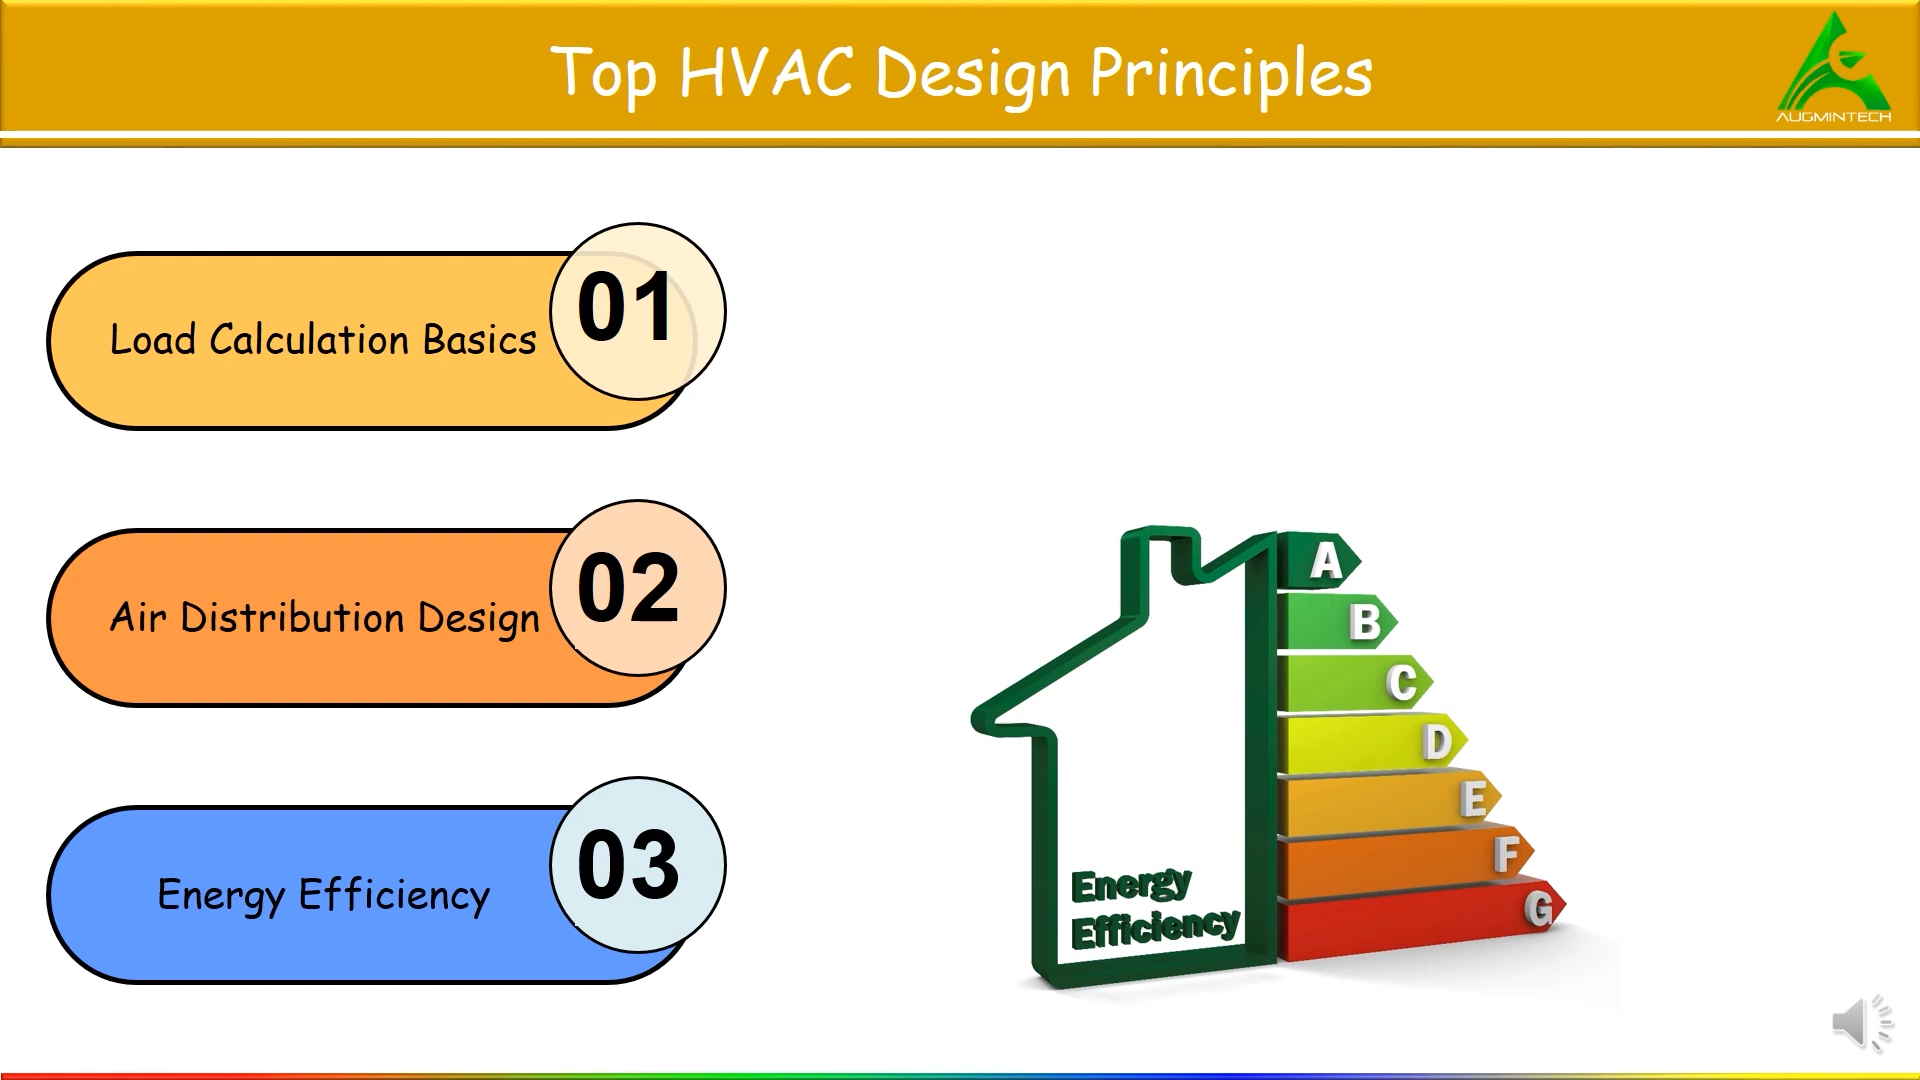 Top HVAC Design Principles
AUGMINTECH
01
Load Calculation Basics
02
Air Distribution Design
03
Energy Efficiency
A
B
C
D
E
F
G
Energy
Efficiency